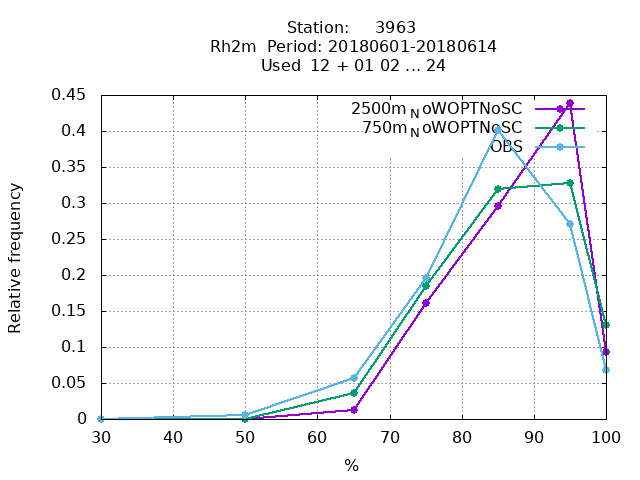 Station: 3963
Rh2m Period: 20180601-20180614
Used 12 + 01 02 ... 24
0.45
0.4
0.35
0.3
0.25
0.2
0.15
0.1
0.05
0
Relative frequency
2500mNoWOPTNoSC
750mNoWOPTNoSC
OBS
30 40 50 60 70 80 90 100
%